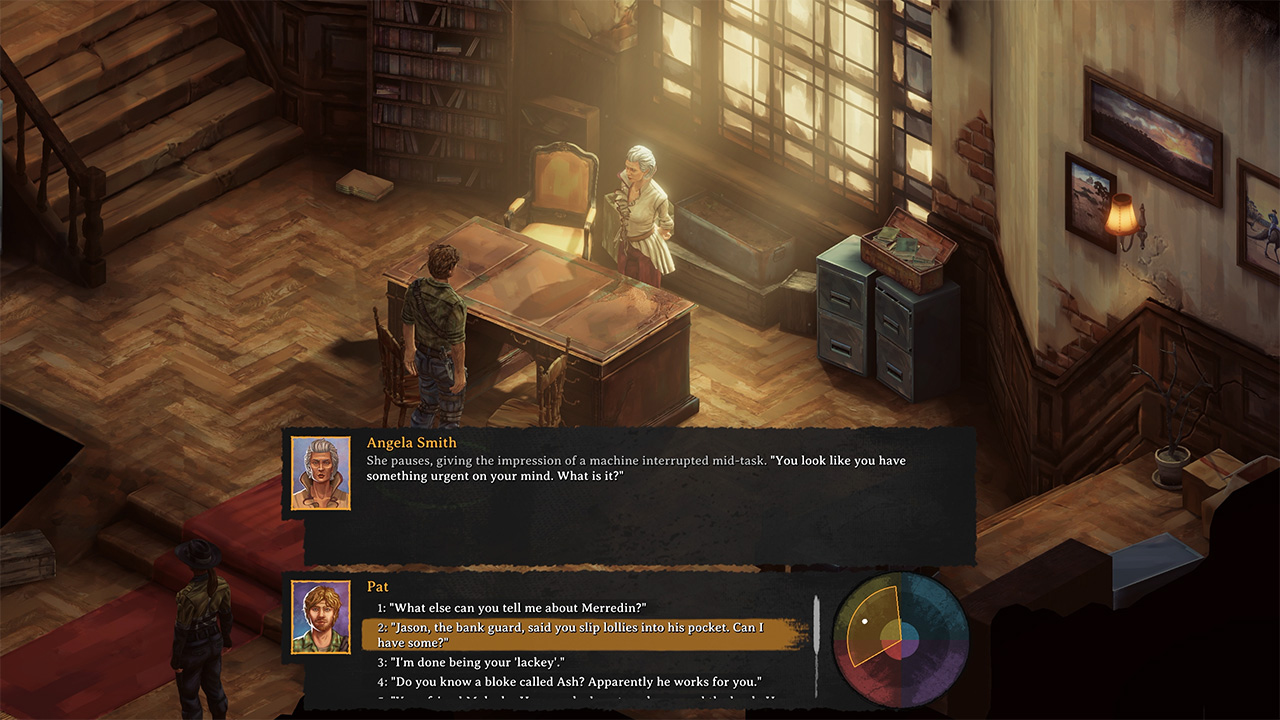 Angela Smith
She pauses, giving the impression of a machine interrupted mid-task. "You look like you have
something urgent on your mind. What is it?"
Pat
1: "What else can you tell me about Merredin?"
2: "Jason, the bank guard, said you slip lollies into his pocket. Can I
have some?"
3: "I'm done being your 'lackey'."
4: "Do you know a bloke called Ash? Apparently he works for you."